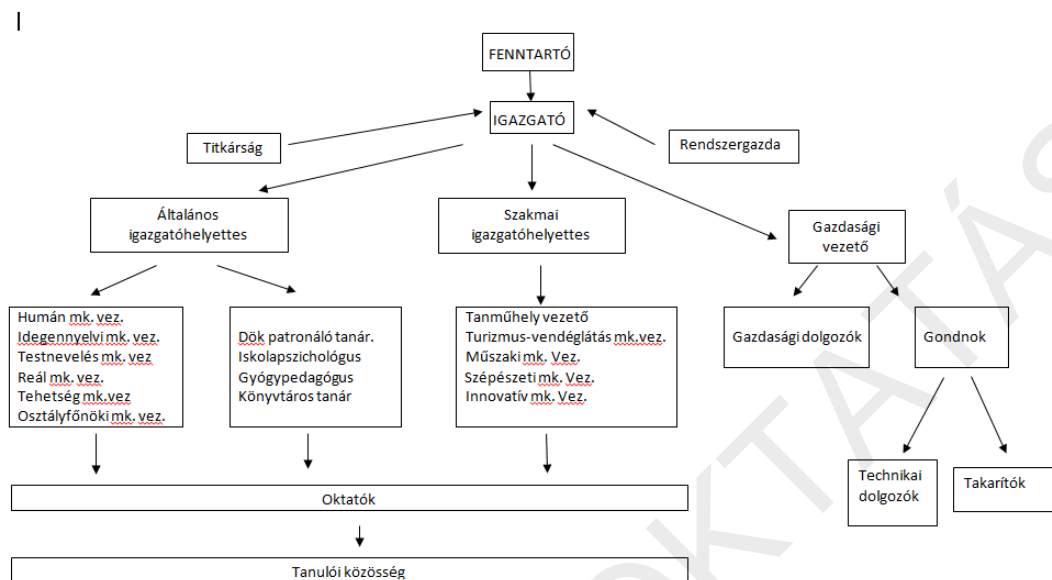 FENNTARTÓ
IGAZGATÓ
Titkárság
Rendszergazda
Általános
igazgatóhelyettes
Szakmai
igazgatóhelyettes
Gazdasági
vezető
Humán mk. vez.
Idegennyelvi mk. vez.
Testnevelés mk. vez
Reál mk. vez.
Tehetség mk.vez
Osztályfőnöki mk. vez.
Dök patronáló tanár.
Iskolapszichológus
Gyógypedagógus
Könyvtáros tanár
Tanműhely vezető
Turizmus-vendéglátás mk.vez.
Műszaki mk. Vez.
Szépészeti mk. Vez.
Innovatív mk. Vez.
Gazdasági dolgozók
Gondnok
Technikai
dolgozók
Takarítók
Oktatók
Tanulói közösség
OKTATÁS